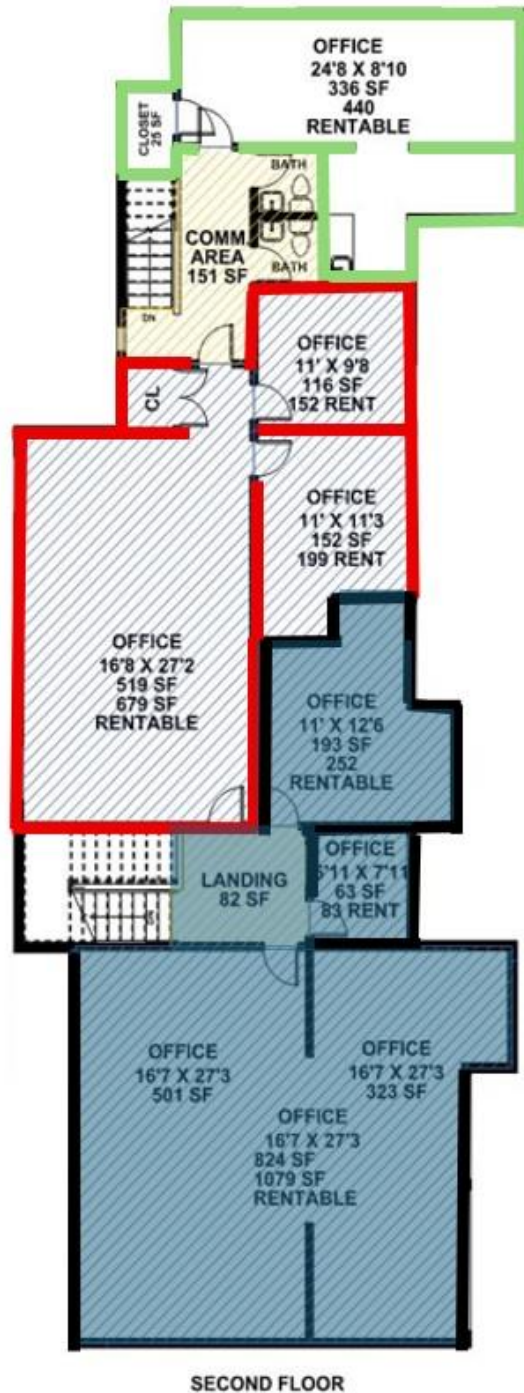 OFFICE
24'8 X 8'10
336 SF
440
RENTABLE
CLOSET
25 SF
BATH
COMM.
AREA
151 SF
BATH
DN
OFFICE
11' X 9'8
116 SF
152 RENT
CL
OFFICE
11' X 11'3
152 SF
199 RENT
OFFICE
16'8 X 27'2
519 SF
679 SF
RENTABLE
OFFICE
11' X 12'6
193 SF
252
RENTABLE
OFFICE
6'11 X 7'11
63 SF
83 RENT
LANDING
82 SF
OFFICE
16'7 X 27'3
501 SF
OFFICE
16'7 X 27'3
323 SF
OFFICE
16'7 X 27'3
824 SF
1079 SF
RENTABLE
SECOND FLOOR